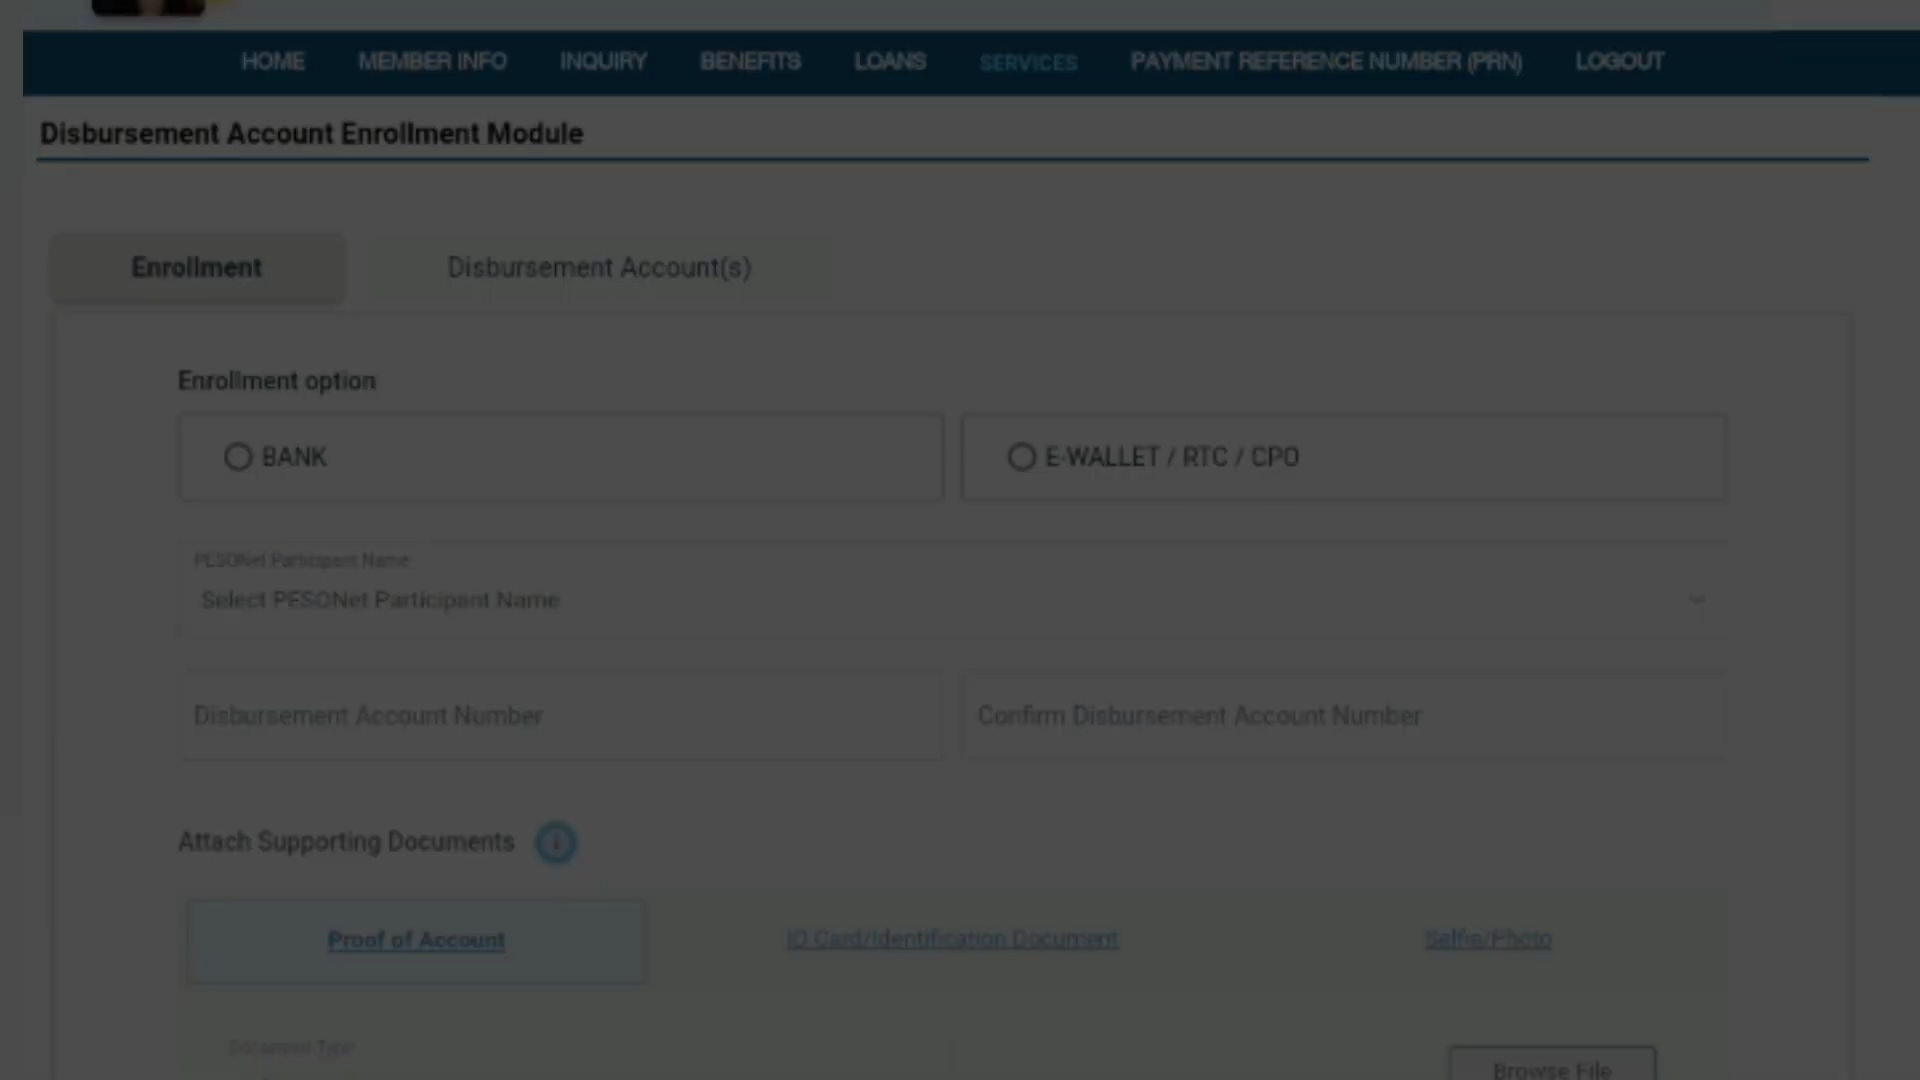 HOME MEMBER INFO INQUIRY BENEFITS LOANS SERVICES PAYMENT REFERENCE NUMBER (PRN) LOGOUT
Disbursement Account Enrollment Module
Enrollment Disbursement Account(s)
Enrollment option
BANK E-WALLET / RTC / CPO
PESONet Participant Name
Select PESONet Participant Name
Disbursement Account Number Confirm Disbursement Account Number
Attach Supporting Documents i
Proof of Account ID Card/Identification Document Selfie/Photo
Document Type
Browse File